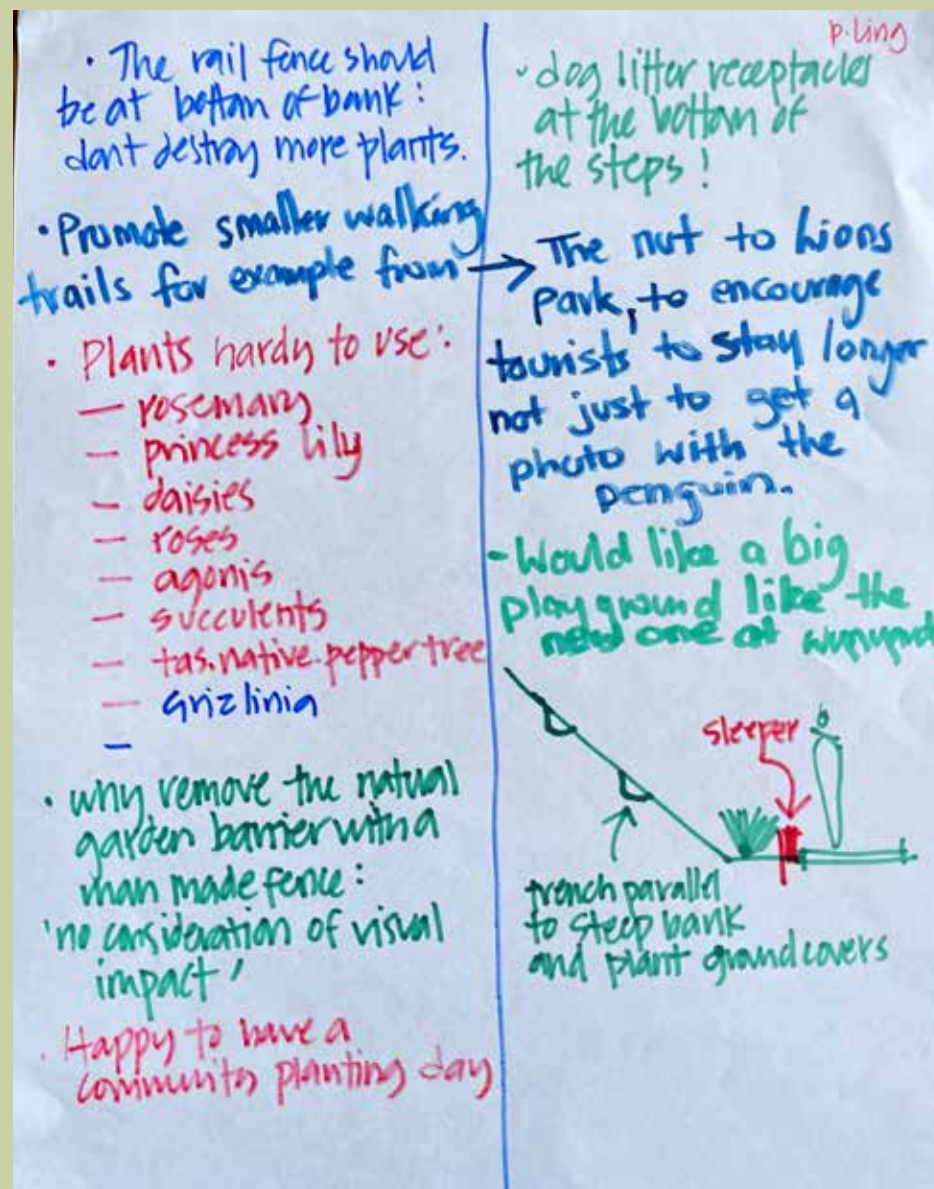 · The rail fence should
be at bottom of bank:
dont destroy more plants.
· Promote smaller walking
trails for example from →
· Plants hardy to use:
— rosemary
— princess lily
— daisies
— roses
— agonis
— succulents
— tas.native.pepper tree
— Grizlinia
—
· why remove the natural
garden barrier with a
man made fence:
'no consideration of visual
impact'
· Happy to have a
community planting day
p.ling
· dog litter receptacles
at the bottom of
the steps!
The nut to Lions
Park, to encourage
tourists to stay longer
not just to get a
photo with the
penguin.
- Would like a big
playground like the
new one at wynyard
sleeper
trench parallel
to steep bank
and plant groundcovers